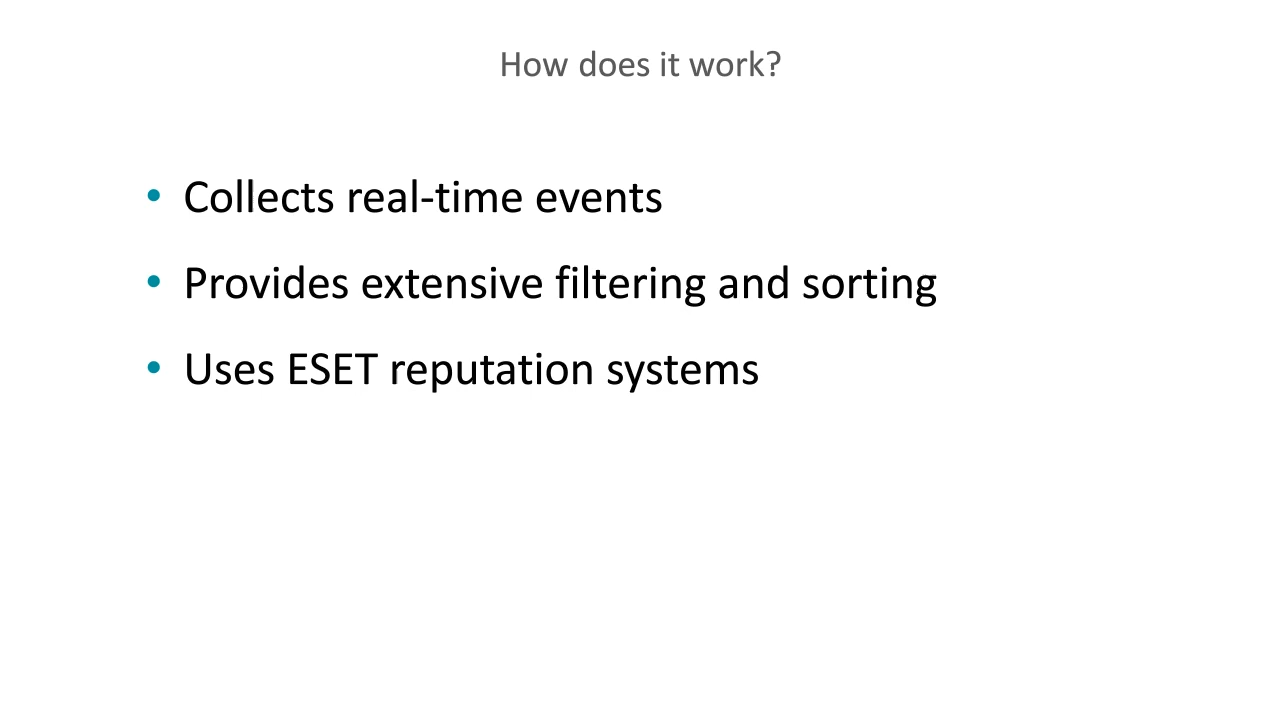 How does it work?
• Collects real-time events
• Provides extensive filtering and sorting
• Uses ESET reputation systems